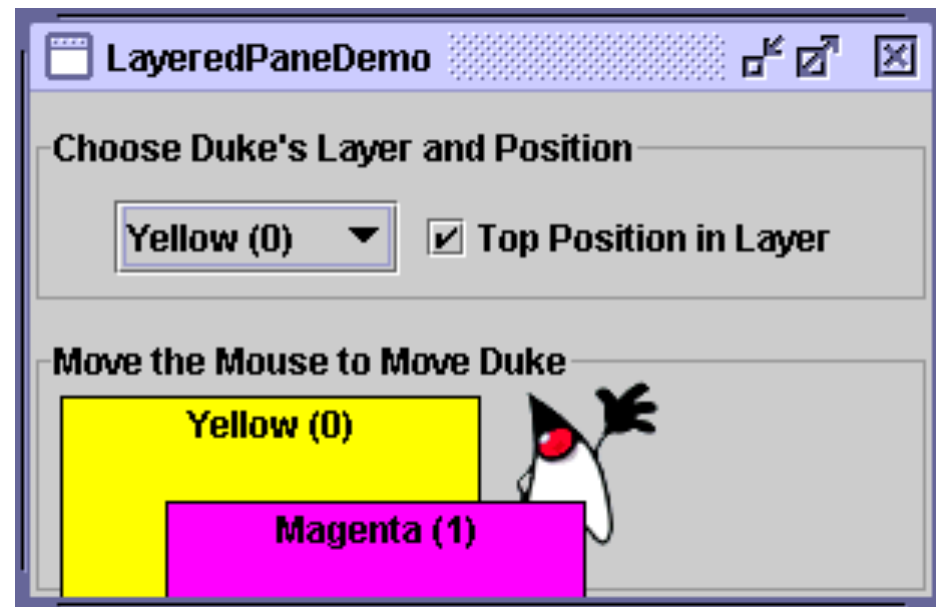 LayeredPaneDemo
Choose Duke's Layer and Position
Yellow (0) Top Position in Layer
Move the Mouse to Move Duke
Yellow (0)
Magenta (1)